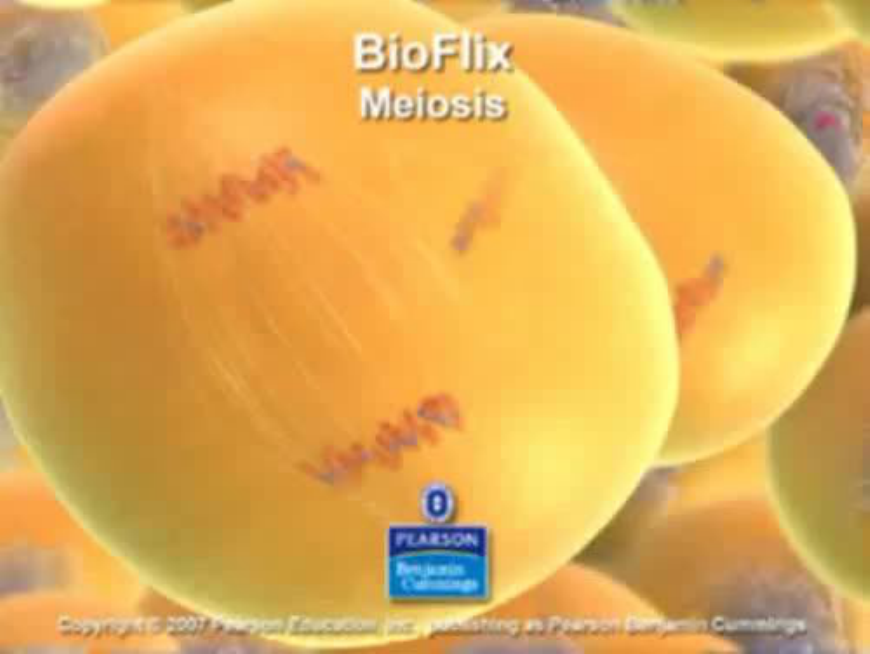 BioFlix
Meiosis
PEARSON
Benjamin
Cummings
Copyright © 2007 Pearson Education, Inc., publishing as Pearson Benjamin Cummings